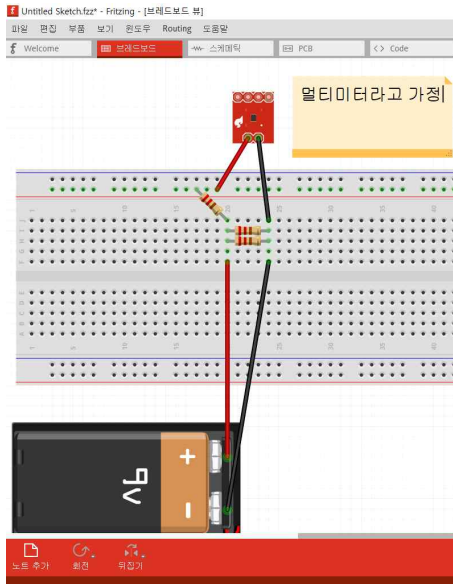 Untitled Sketch.fzz* - Fritzing - [브레드보드 뷰]
파일 편집 부품 보기 윈도우 Routing 도움말
Welcome 브레드보드 스케메틱 PCB Code
멀티미터라고 가정
9V
+
-
노트 추가 회전 뒤집기